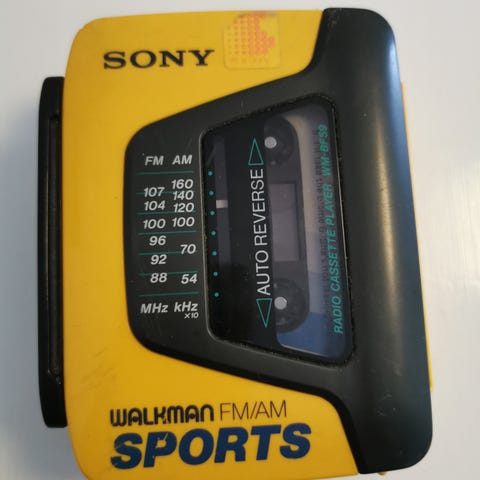 SONY
FM AM
107 160
104 140
100 120
96 100
92 70
88 54
MHz kHz
×10
AUTO REVERSE
RADIO CASSETTE PLAYER WM-BF59
WALKMAN FM/AM
SPORTS